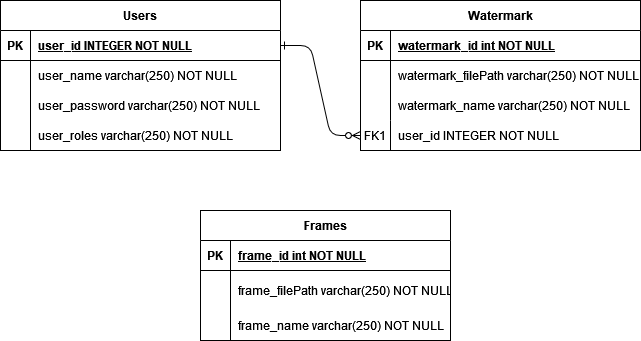 Users
PK user_id INTEGER NOT NULL
user_name varchar(250) NOT NULL
user_password varchar(250) NOT NULL
user_roles varchar(250) NOT NULL
Watermark
PK watermark_id int NOT NULL
watermark_filePath varchar(250) NOT NULL
watermark_name varchar(250) NOT NULL
FK1 user_id INTEGER NOT NULL
Frames
PK frame_id int NOT NULL
frame_filePath varchar(250) NOT NULL
frame_name varchar(250) NOT NULL